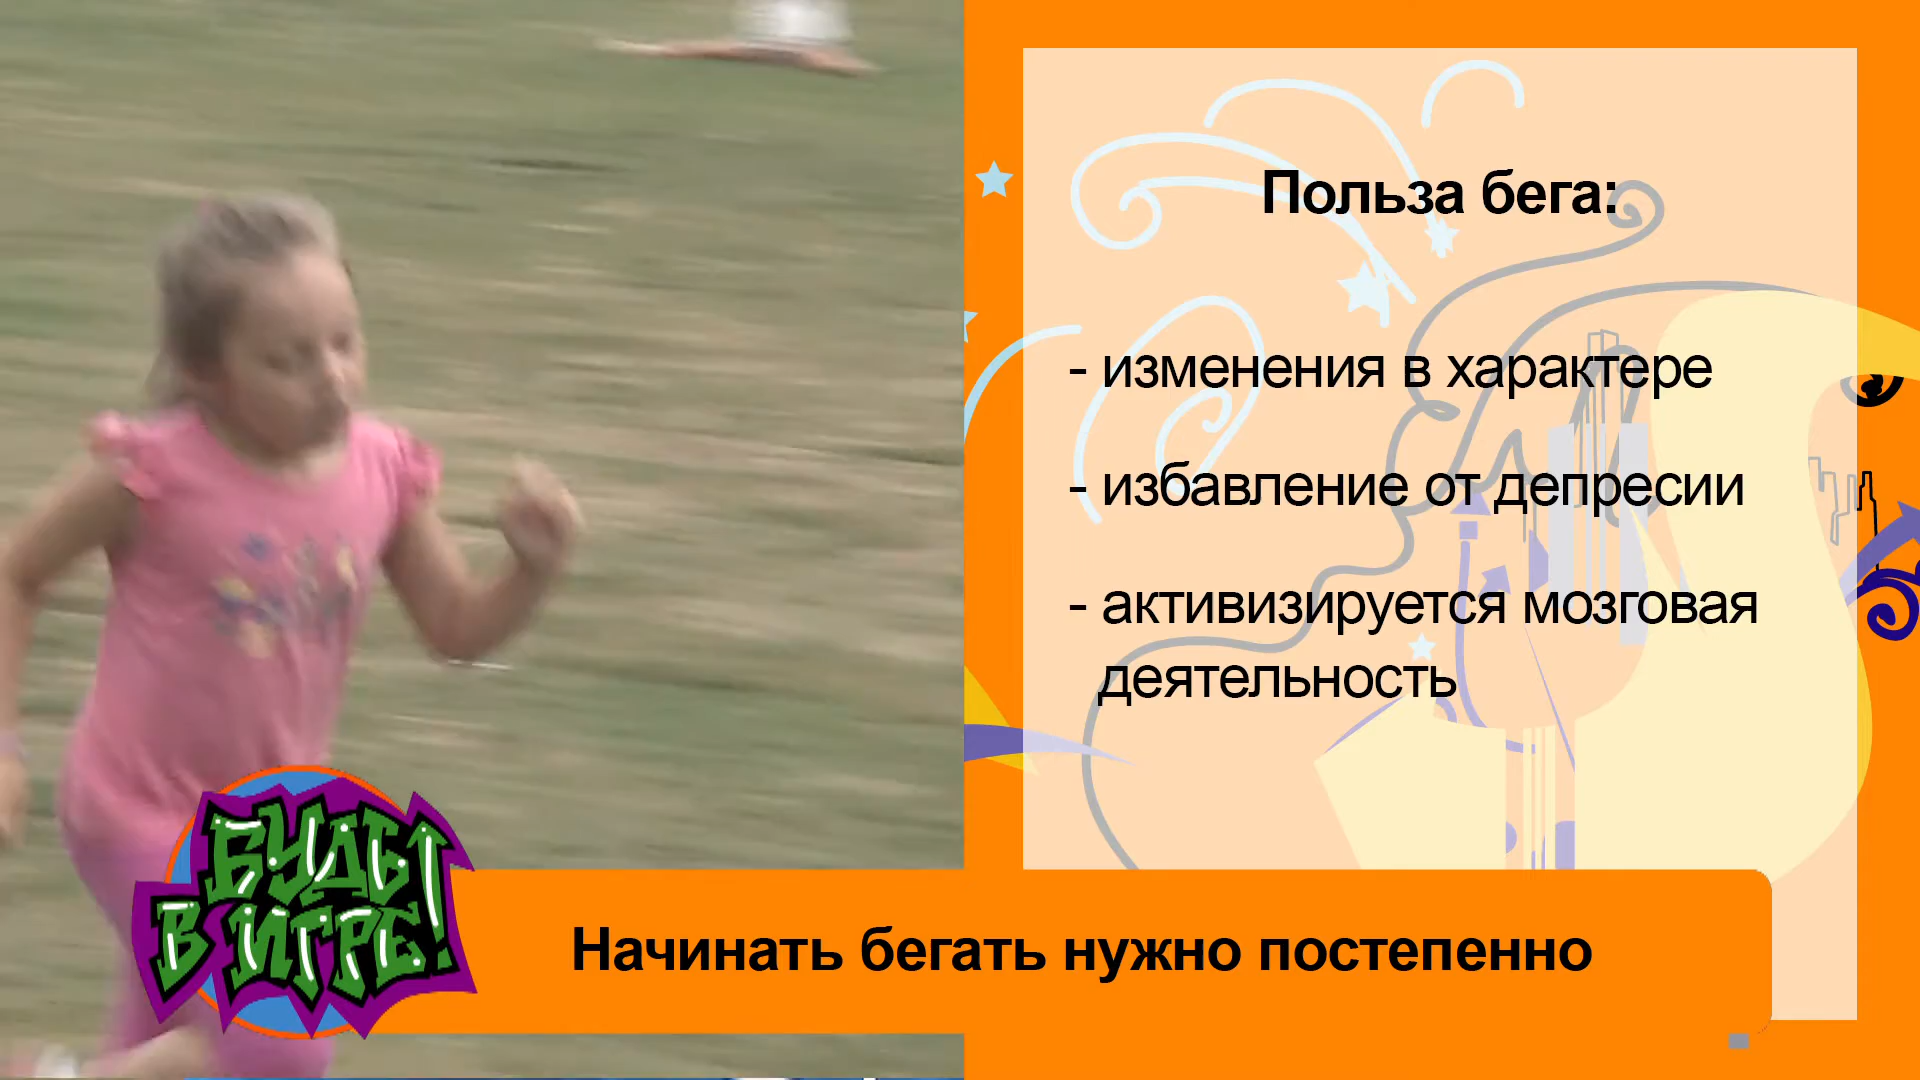 Польза бега:
- изменения в характере
- избавление от депресии
- активизируется мозговая
деятельность
БУДЬ
В ИГРЕ!
Начинать бегать нужно постепенно